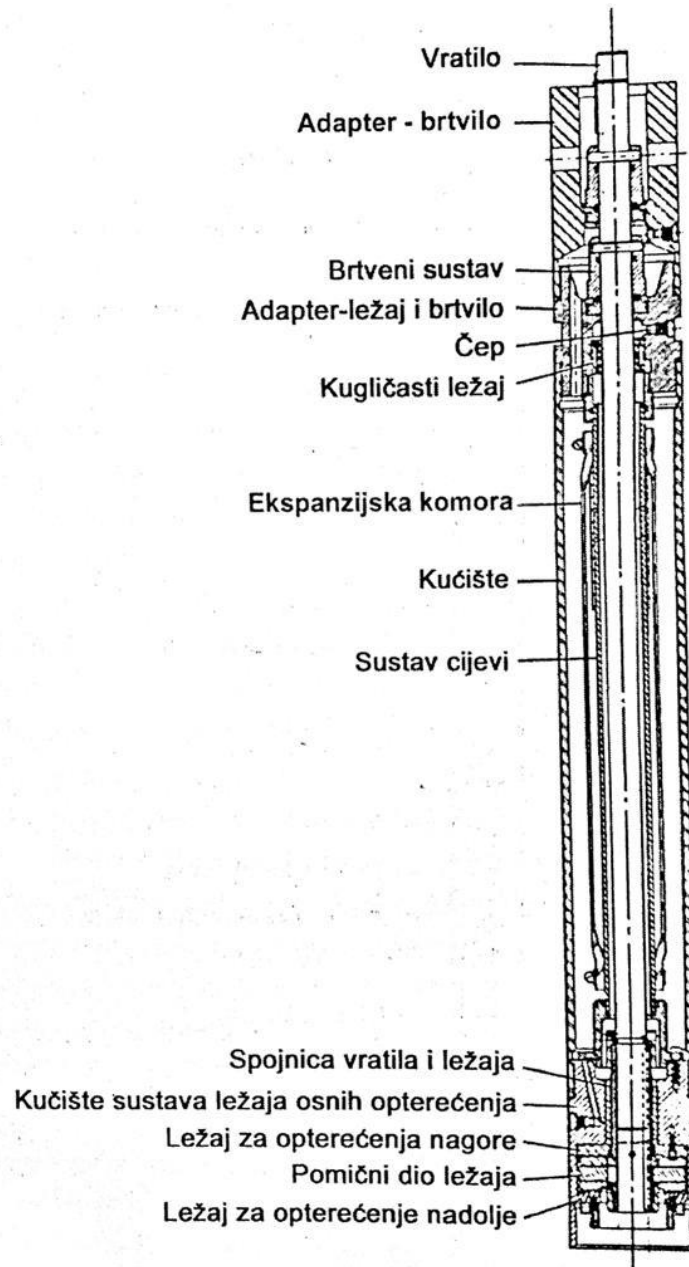 Vratilo
Adapter - brtvilo
Brtveni sustav
Adapter-ležaj i brtvilo
Čep
Kugličasti ležaj
Ekspanzijska komora
Kućište
Sustav cijevi
Spojnica vratila i ležaja
Kučište sustava ležaja osnih opterećenja
Ležaj za opterećenja nagore
Pomični dio ležaja
Ležaj za opterećenje nadolje